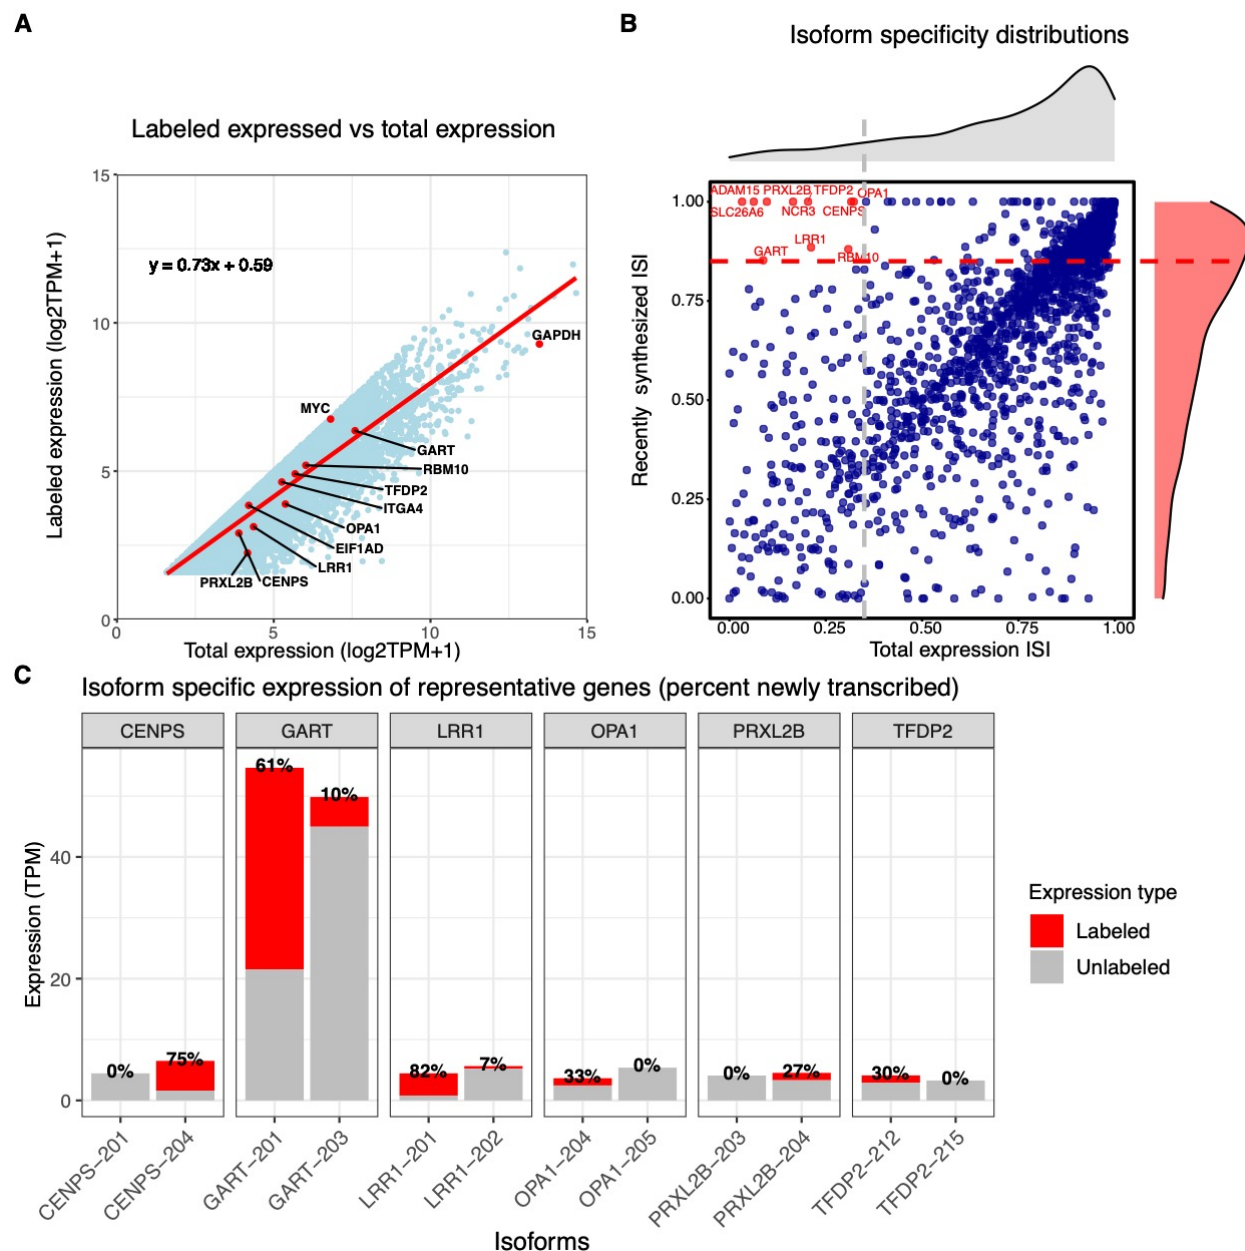 A
Labeled expressed vs total expression
15
10
5
0
0
5
10
15
Labeled expression (log2TPM+1)
Total expression (log2TPM+1)
y = 0.73x + 0.59
GAPDH
MYC
GART
RBM10
TFDP2
ITGA4
OPA1
EIF1AD
LRR1
PRXL2B
CENPS
B
Isoform specificity distributions
ADAM15 PRXL2B TFDP2 OPA1
SLC26A6 NCR3 CENPS
LRR1
GART
RBM10
1.00
0.75
0.50
0.25
0.00
0.00
0.25
0.50
0.75
1.00
Recently synthesized ISI
Total expression ISI
C
Isoform specific expression of representative genes (percent newly transcribed)
CENPS
GART
LRR1
OPA1
PRXL2B
TFDP2
61%
10%
0%
75%
82%
7%
33%
0%
0%
27%
30%
0%
40
20
0
Expression (TPM)
CENPS-201
CENPS-204
GART-201
GART-203
LRR1-201
LRR1-202
OPA1-204
OPA1-205
PRXL2B-203
PRXL2B-204
TFDP2-212
TFDP2-215
Isoforms
Expression type
Labeled
Unlabeled